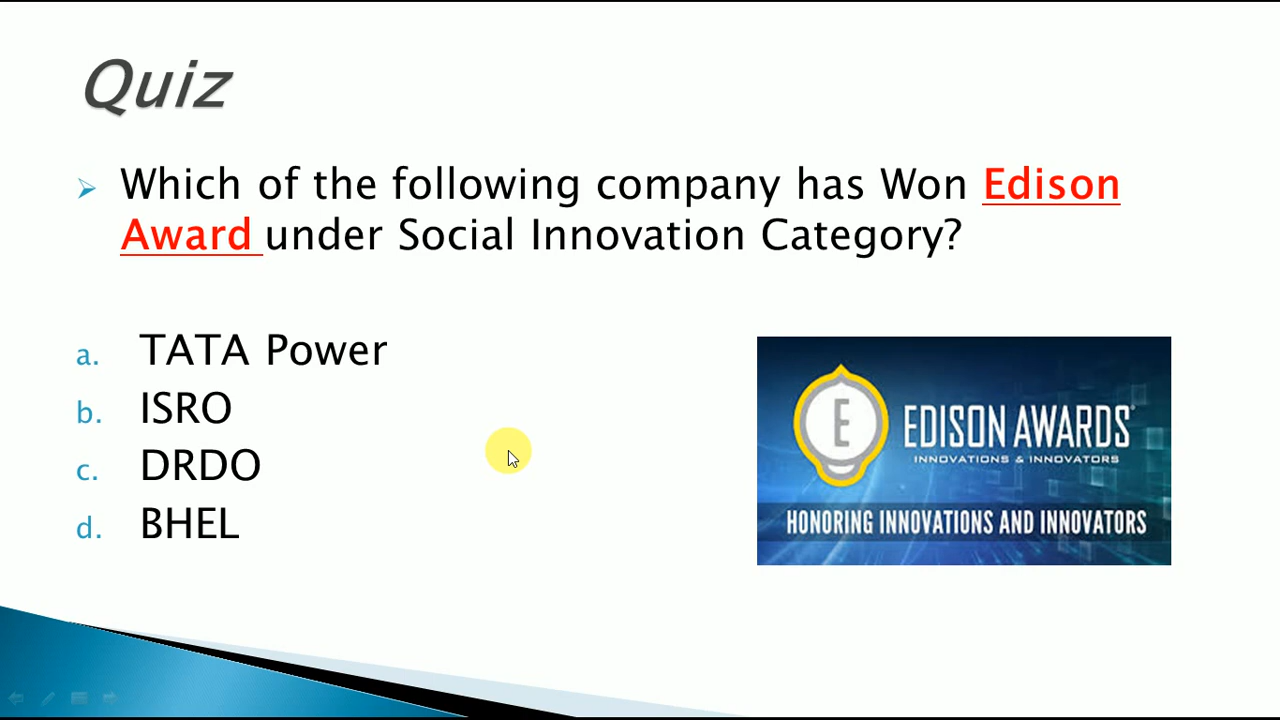 Quiz
➢ Which of the following company has Won Edison
Award under Social Innovation Category?
a. TATA Power
b. ISRO
c. DRDO
d. BHEL
E
EDISON AWARDS®
INNOVATIONS & INNOVATORS
HONORING INNOVATIONS AND INNOVATORS